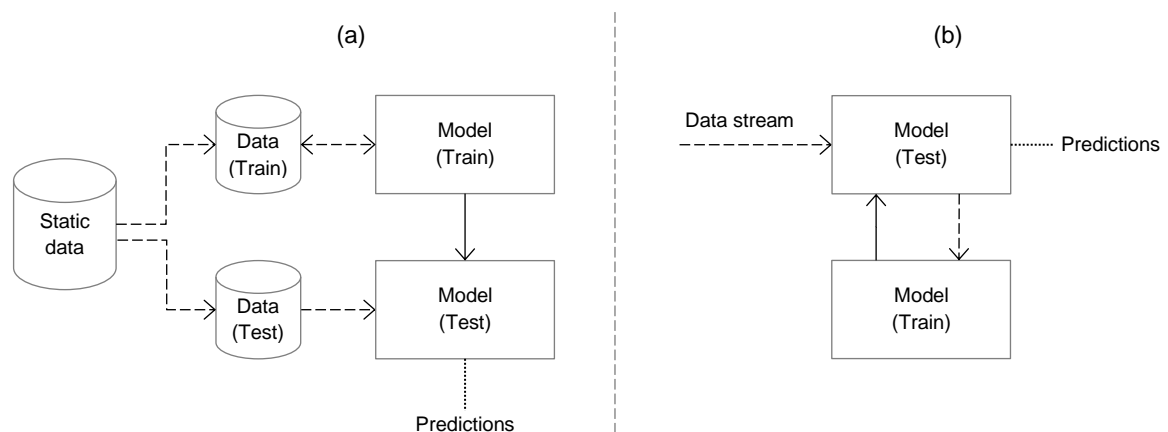 (a)
Data
(Train)
Model
(Train)
Static
data
Data
(Test)
Model
(Test)
Predictions
(b)
Data stream
Model
(Test)
Predictions
Model
(Train)